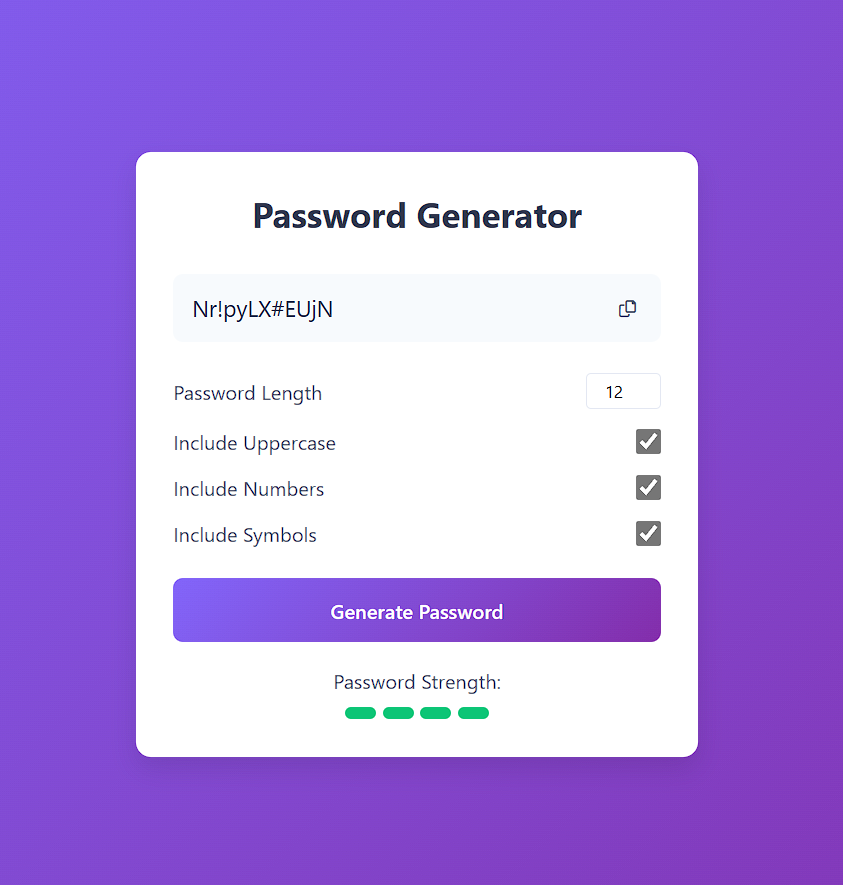 Password Generator
Nr!pyLX#EUjN
Password Length 12
Include Uppercase
Include Numbers
Include Symbols
Generate Password
Password Strength: